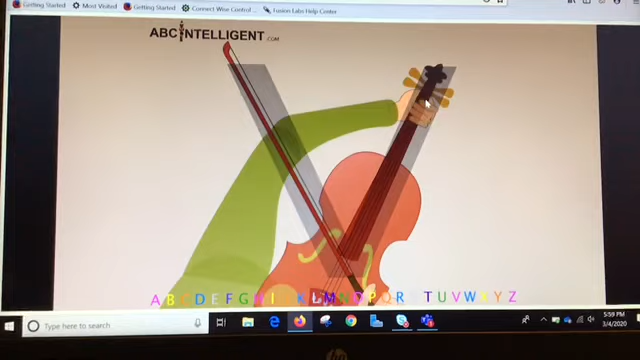 Getting Started Most Visited Getting Started Connect Wise Control ... Fusion Labs Help Center
ABCINTELLIGENT.COM
A B C D E F G H I J K L M N O P Q R S T U V W X Y Z
Type here to search
5:59 PM
3/4/2020
hp